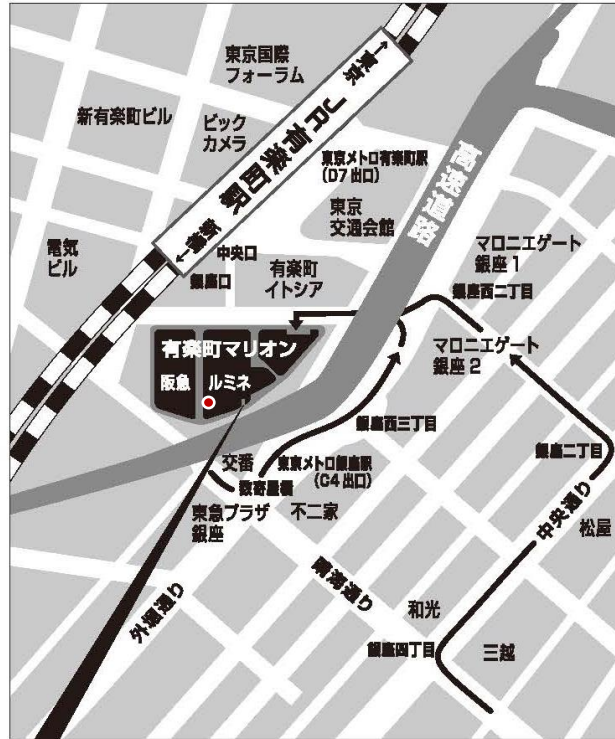 東京国際
フォーラム
←東京
JR有楽町駅
新橋→
新有楽町ビル
ビック
カメラ
東京メトロ有楽町駅
(D7出口)
高速道路
東京
交通会館
電気
ビル
中央口
銀座口
有楽町
イトシア
マロニエゲート
銀座1
銀座西二丁目
有楽町マリオン
阪急
ルミネ
マロニエゲート
銀座2
銀座西三丁目
銀座二丁目
交番
東京メトロ銀座駅
(C4出口)
数寄屋橋
東急プラザ
銀座
不二家
中央通り
松屋
外堀通り
晴海通り
和光
銀座四丁目
三越